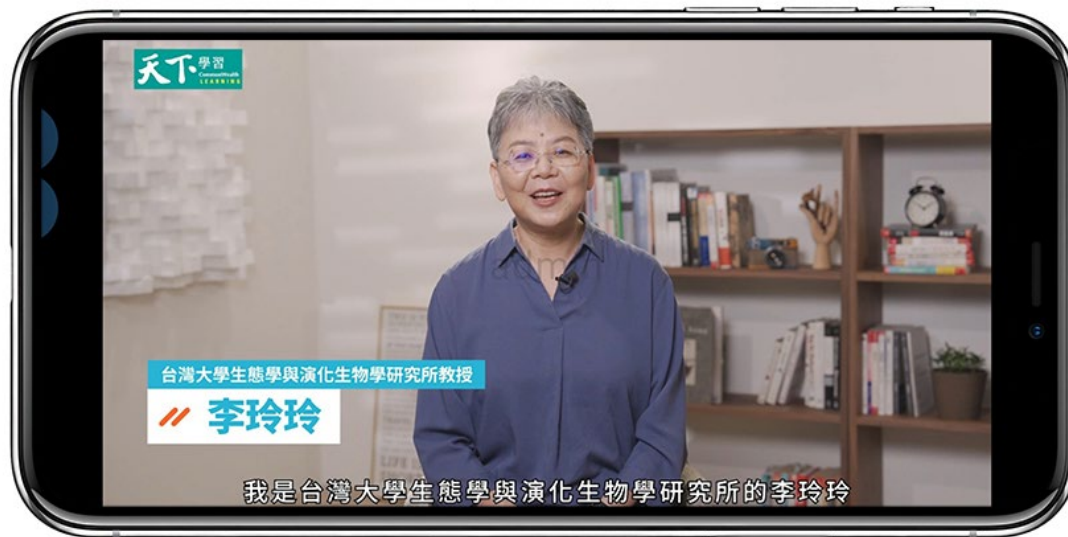 天下 學習
CommonWealth
LEARNING
台灣大學生態學與演化生物學研究所教授
李玲玲
我是台灣大學生態學與演化生物學研究所的李玲玲